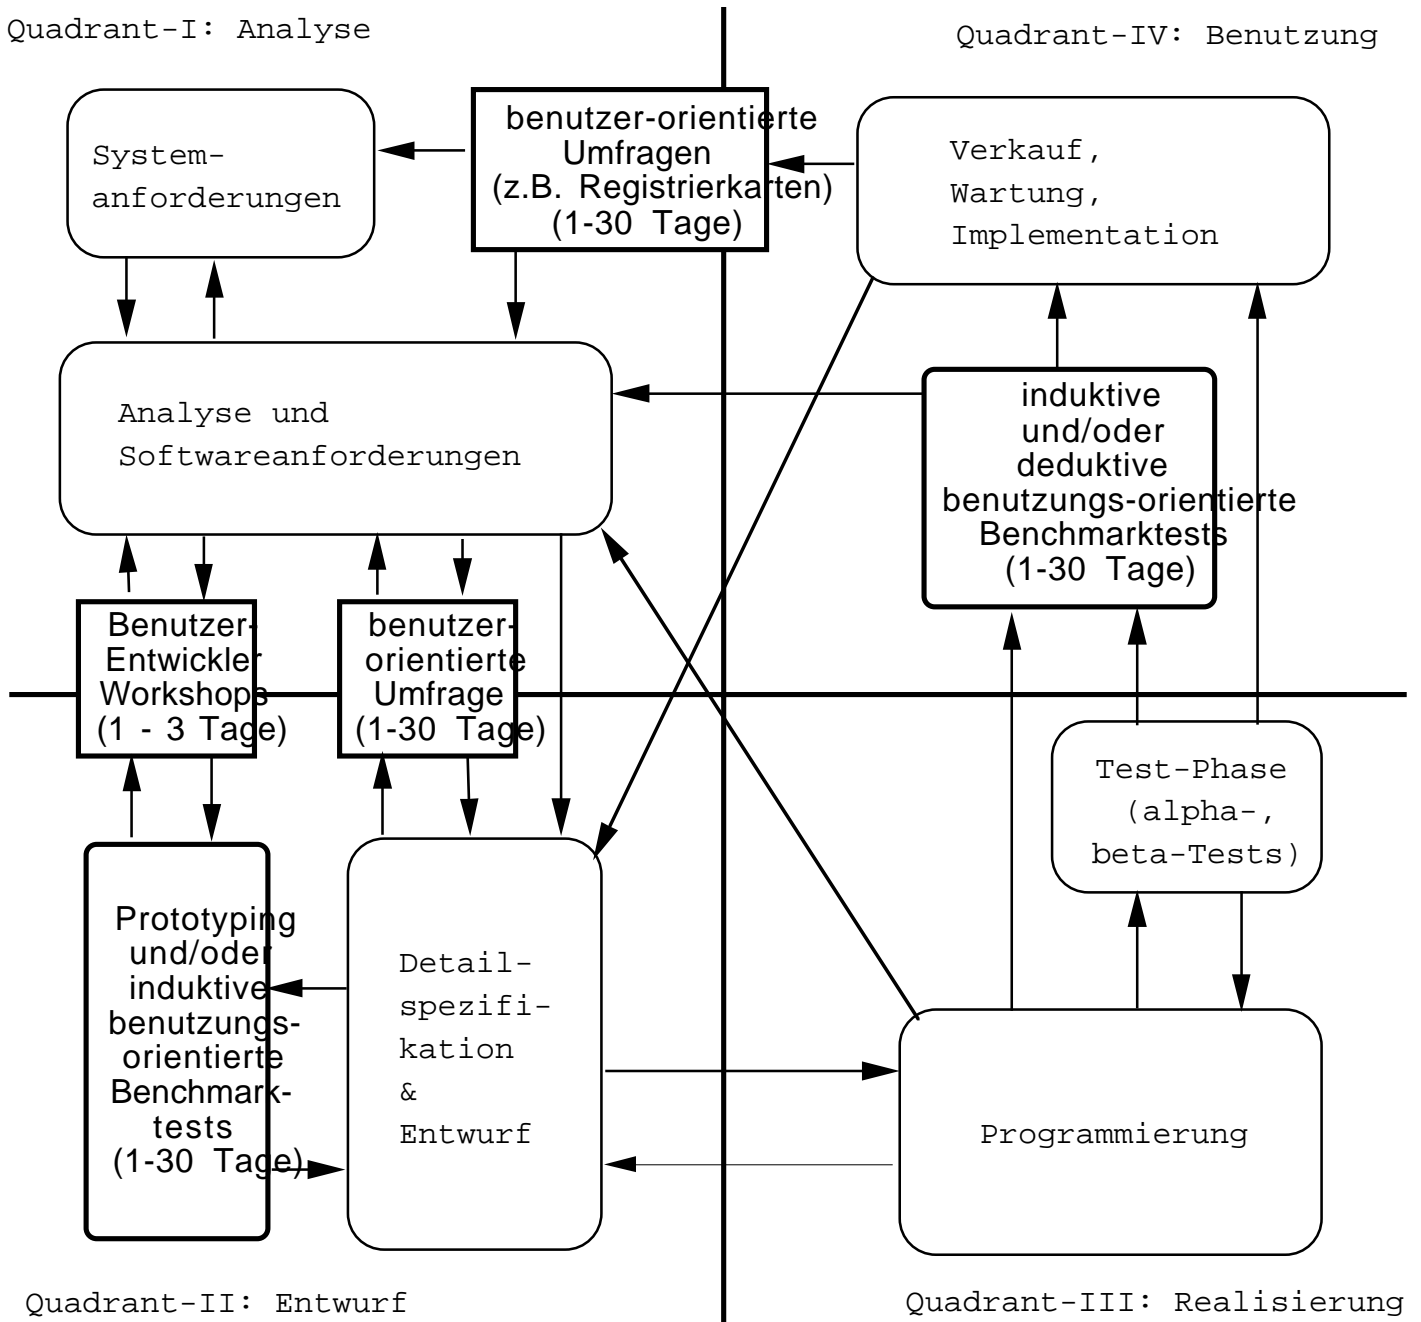 Quadrant-I: Analyse
Quadrant-IV: Benutzung
System-
anforderungen
benutzer-orientierte
Umfragen
(z.B. Registrierkarten)
(1-30 Tage)
Verkauf,
Wartung,
Implementation
Analyse und
Softwareanforderungen
induktive
und/oder
deduktive
benutzungs-orientierte
Benchmarktests
(1-30 Tage)
Benutzer-
Entwickler
Workshops
(1 - 3 Tage)
benutzer-
orientierte
Umfrage
(1-30 Tage)
Test-Phase
(alpha-,
beta-Tests)
Prototyping
und/oder
induktive
benutzungs-
orientierte
Benchmark-
tests
(1-30 Tage)
Detail-
spezifi-
kation
&
Entwurf
Programmierung
Quadrant-II: Entwurf
Quadrant-III: Realisierung